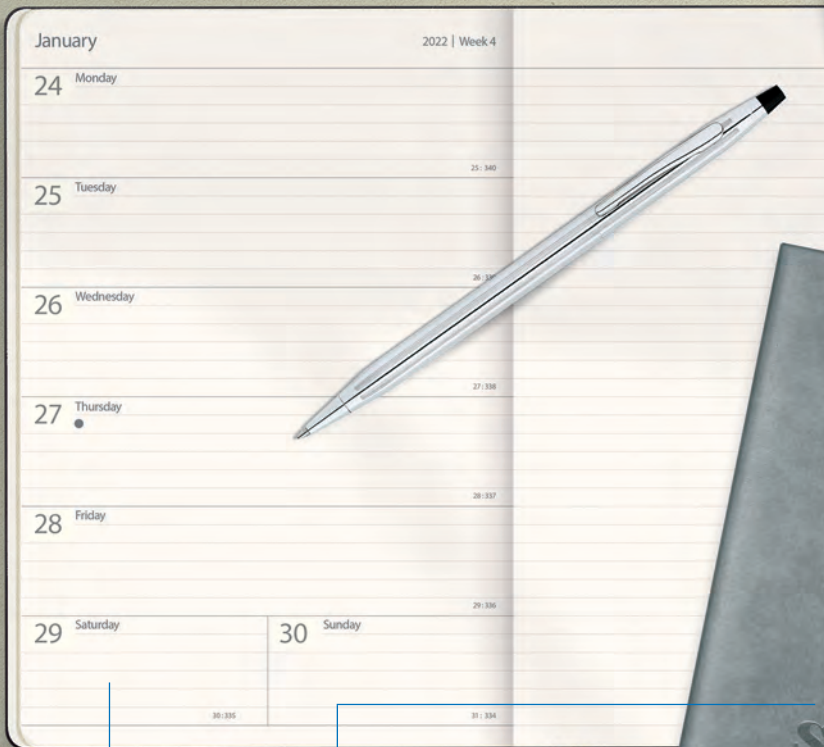 January
2022 | Week 4
24 Monday
25: 340
25 Tuesday
26 :
26 Wednesday
27:338
27 Thursday
28:337
28 Friday
29:336
29 Saturday
30:335
30 Sunday
31: 334